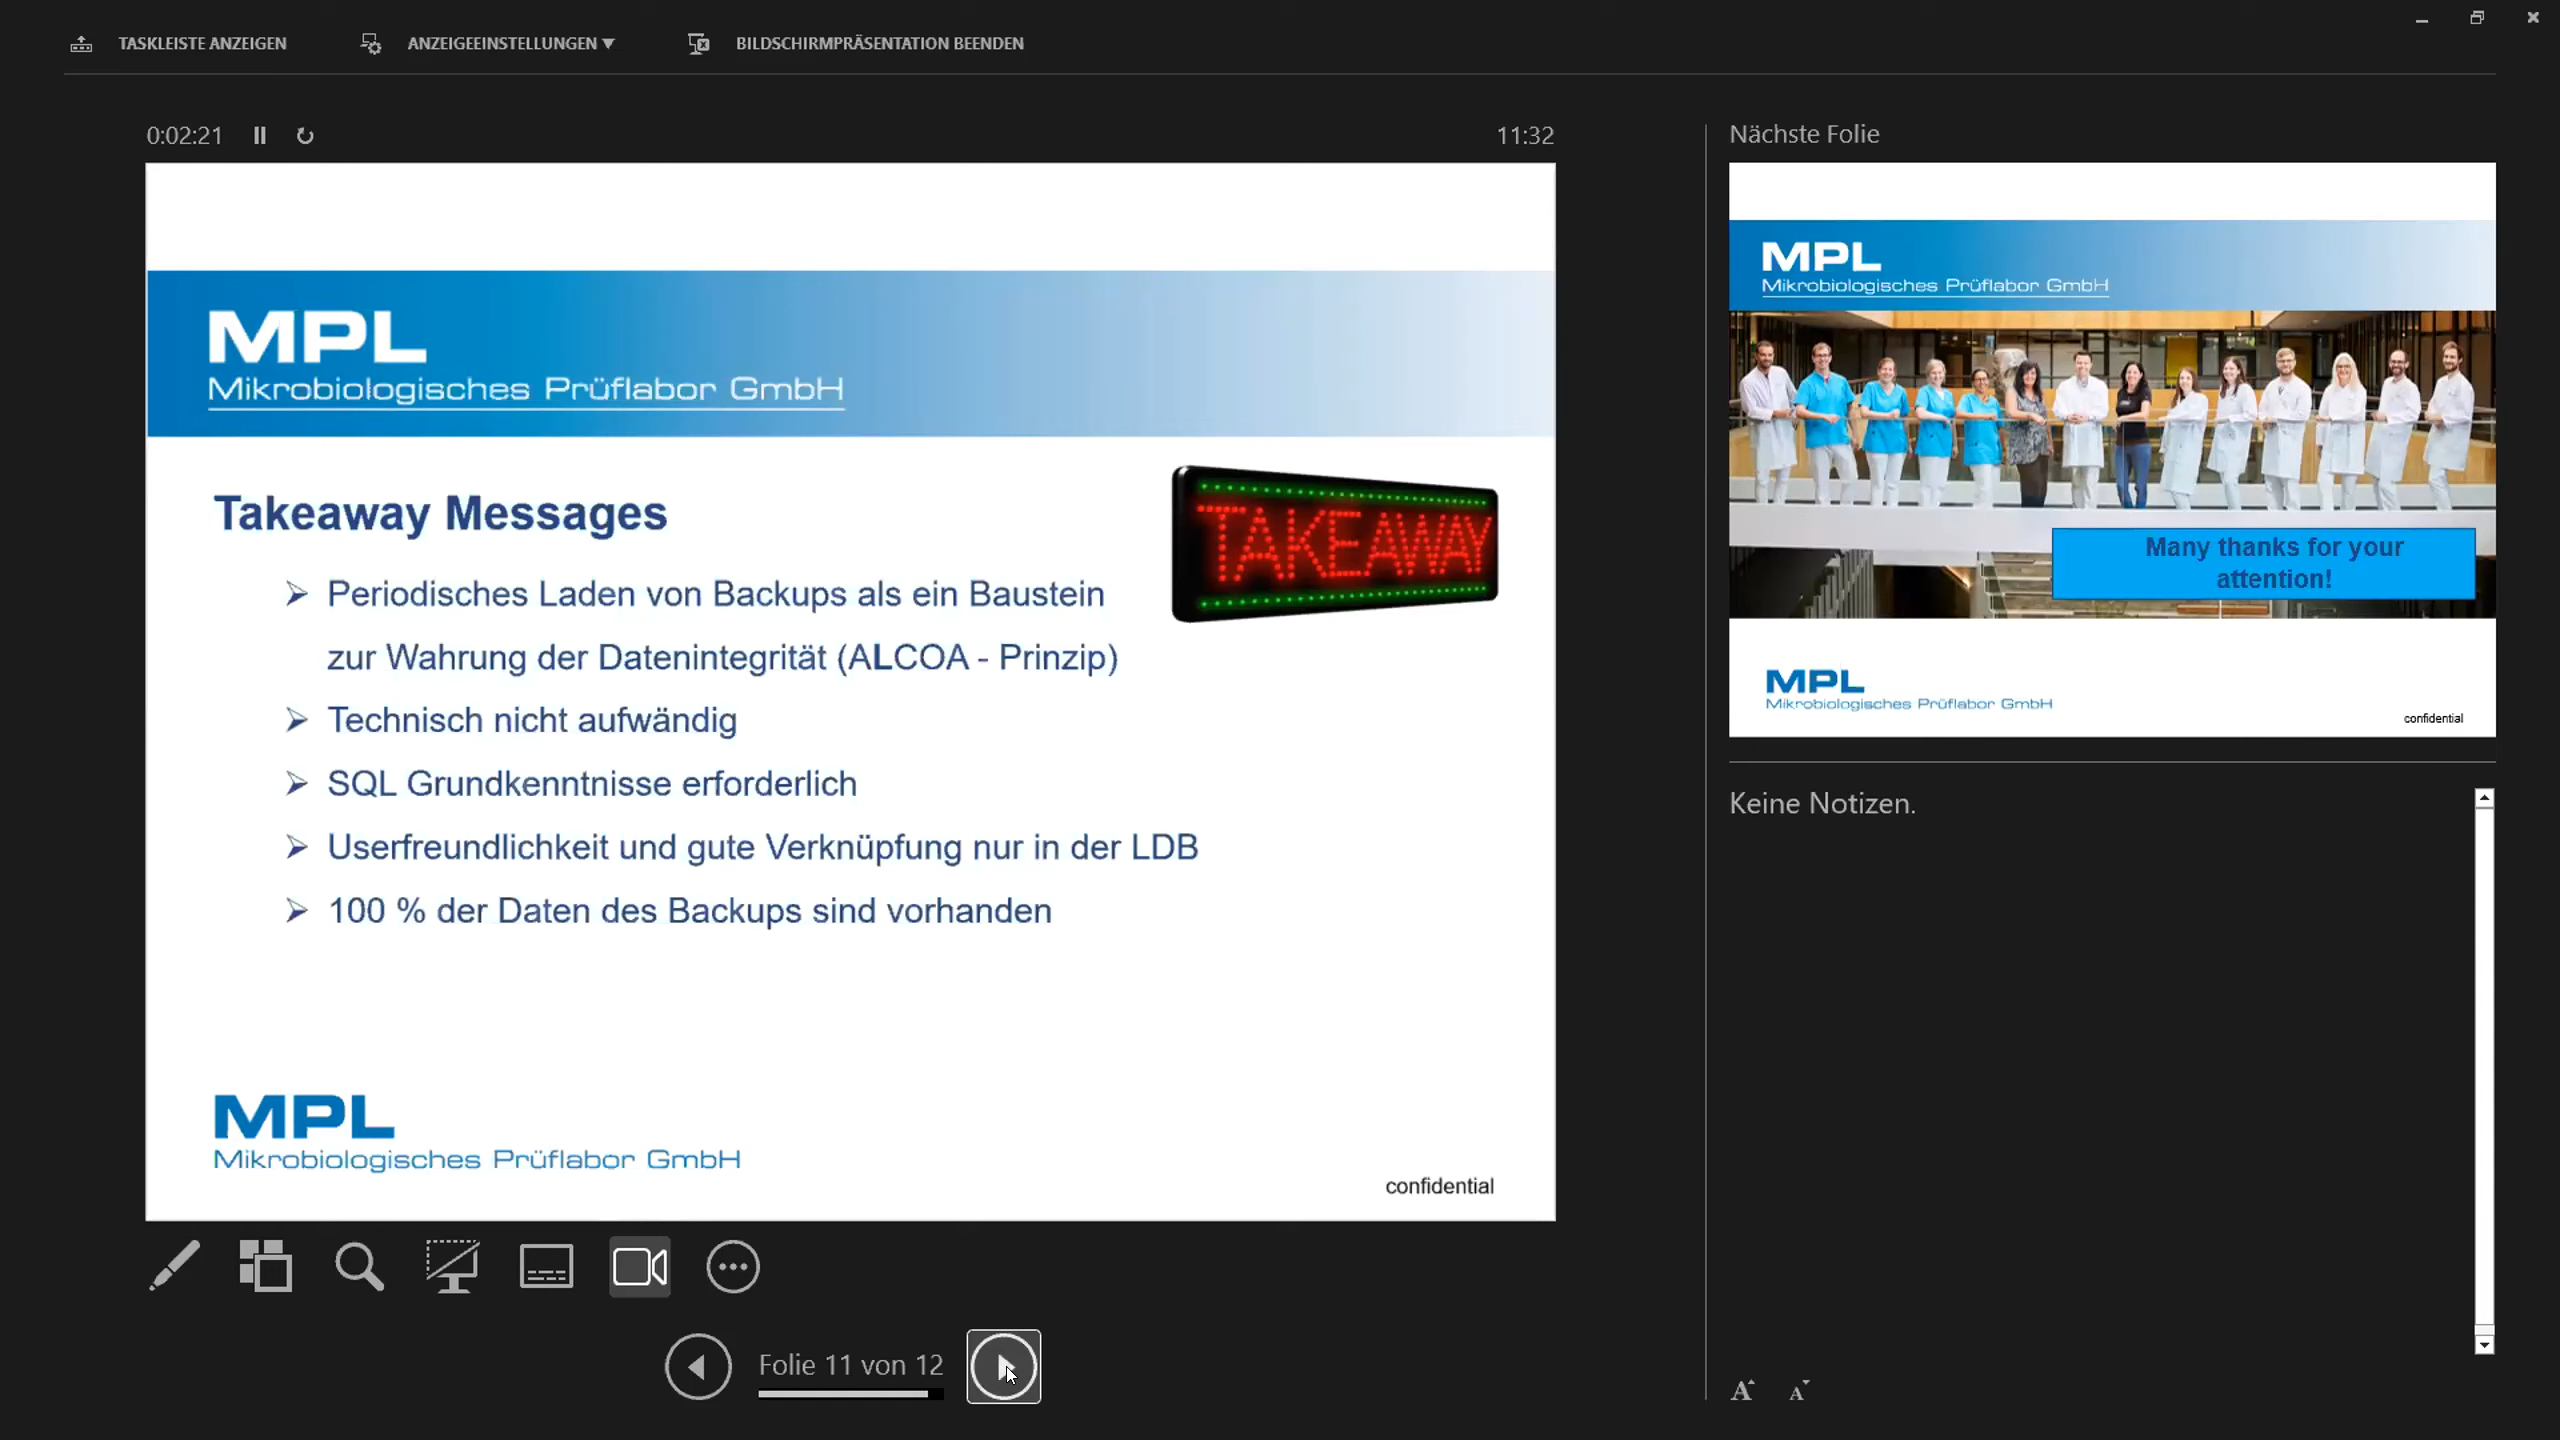 TASKLEISTE ANZEIGEN
ANZEIGEEINSTELLUNGEN
BILDSCHIRMPRÄSENTATION BEENDEN
0:02:21
11:32
MPL
Mikrobiologisches Prüflabor GmbH
Takeaway Messages
TAKEAWAY
Periodisches Laden von Backups als ein Baustein
zur Wahrung der Datenintegrität (ALCOA - Prinzip)
Technisch nicht aufwändig
SQL Grundkenntnisse erforderlich
Userfreundlichkeit und gute Verknüpfung nur in der LDB
100 % der Daten des Backups sind vorhanden
MPL
Mikrobiologisches Prüflabor GmbH
confidential
Folie 11 von 12
Nächste Folie
MPL
Mikrobiologisches Prüflabor GmbH
Many thanks for your
attention!
MPL
Mikrobiologisches Prüflabor GmbH
confidential
Keine Notizen.
A A